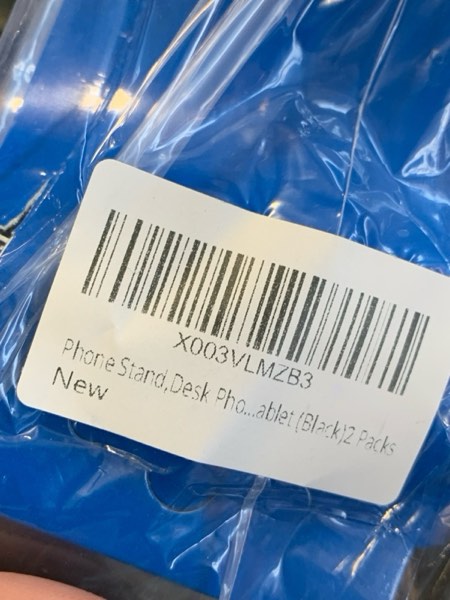 X003VLMZB3
Phone Stand,Desk Pho...ablet (Black)2 Packs
New